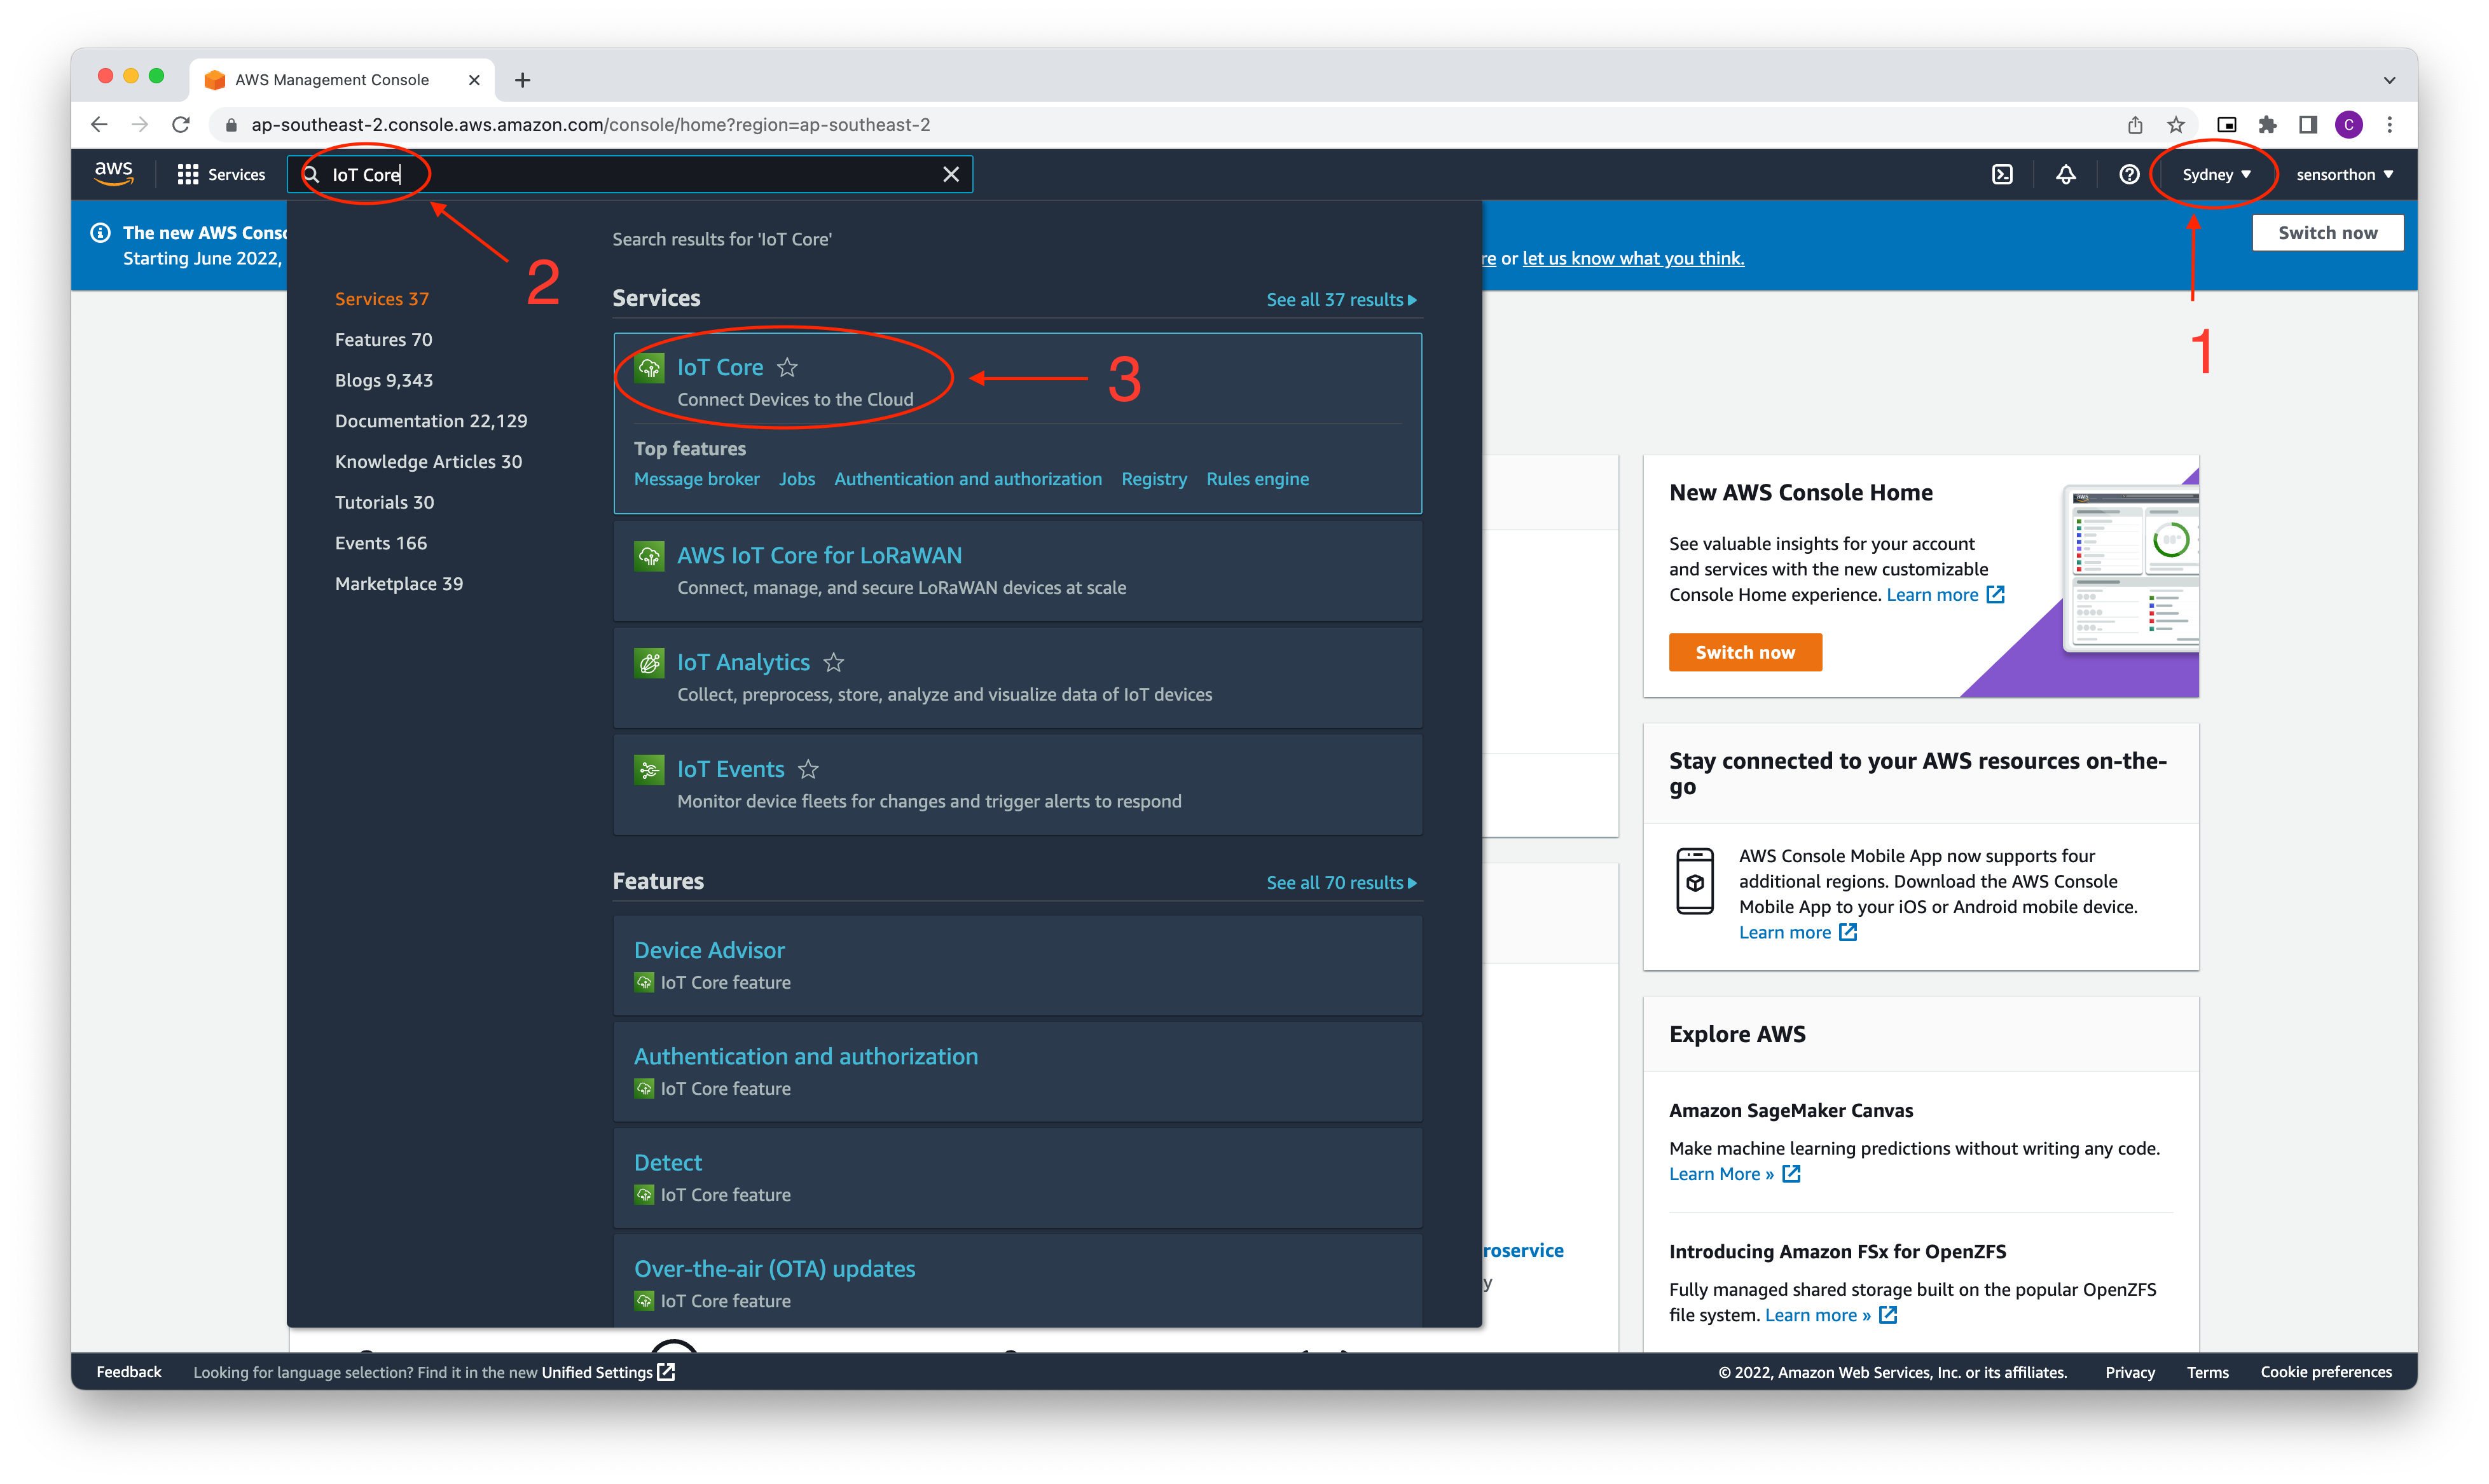 AWS Management Console
ap-southeast-2.console.aws.amazon.com/console/home?region=ap-southeast-2
C
aws
Services
IoT Core
Sydney
sensorthon
The new AWS Conso
Starting June 2022,
re or let us know what you think.
Switch now
1
2
Search results for 'IoT Core'
Services 37
Features 70
Blogs 9,343
Documentation 22,129
Knowledge Articles 30
Tutorials 30
Events 166
Marketplace 39
Services
See all 37 results
IoT Core
Connect Devices to the Cloud
3
Top features
Message broker Jobs Authentication and authorization Registry Rules engine
AWS IoT Core for LoRaWAN
Connect, manage, and secure LoRaWAN devices at scale
IoT Analytics
Collect, preprocess, store, analyze and visualize data of IoT devices
IoT Events
Monitor device fleets for changes and trigger alerts to respond
Features
See all 70 results
Device Advisor
IoT Core feature
Authentication and authorization
IoT Core feature
Detect
IoT Core feature
Over-the-air (OTA) updates
IoT Core feature
roservice
y
New AWS Console Home
See valuable insights for your account
and services with the new customizable
Console Home experience. Learn more
Switch now
Stay connected to your AWS resources on-the-
go
AWS Console Mobile App now supports four
additional regions. Download the AWS Console
Mobile App to your iOS or Android mobile device.
Learn more
Explore AWS
Amazon SageMaker Canvas
Make machine learning predictions without writing any code.
Learn More »
Introducing Amazon FSx for OpenZFS
Fully managed shared storage built on the popular OpenZFS
file system. Learn more »
Feedback
Looking for language selection? Find it in the new Unified Settings
© 2022, Amazon Web Services, Inc. or its affiliates.
Privacy
Terms
Cookie preferences